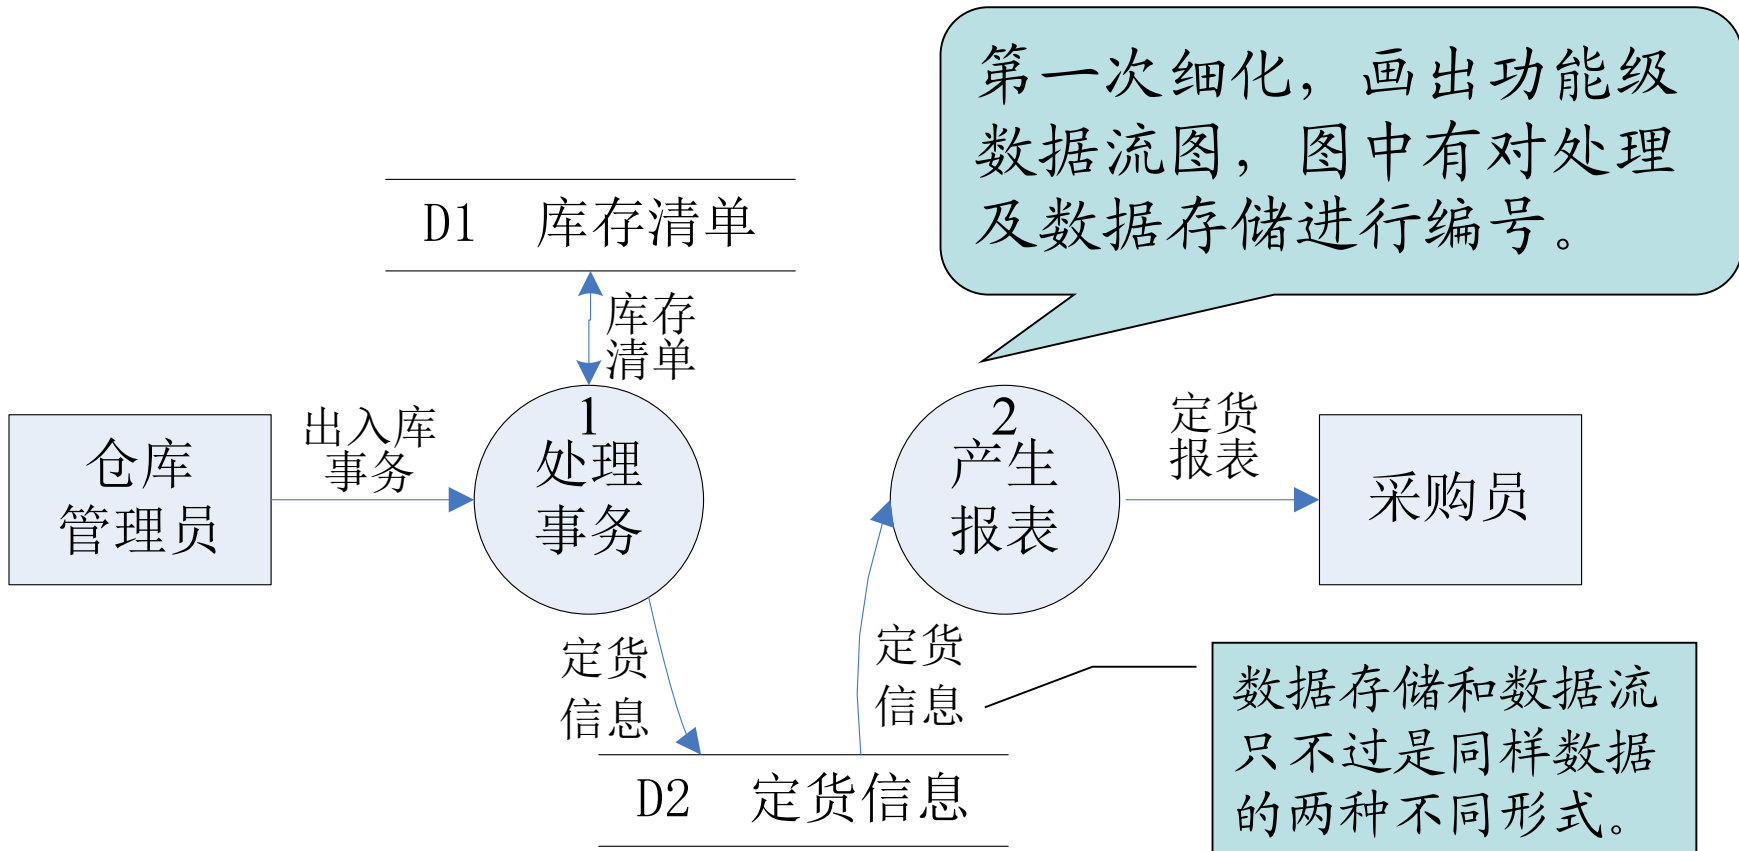 第一次细化，画出功能级
数据流图，图中有对处理
及数据存储进行编号。
D1 库存清单
库存
清单
仓库
管理员
出入库
事务
1
处理
事务
2
产生
报表
定货
报表
采购员
定货
信息
定货
信息
D2 定货信息
数据存储和数据流
只不过是同样数据
的两种不同形式。